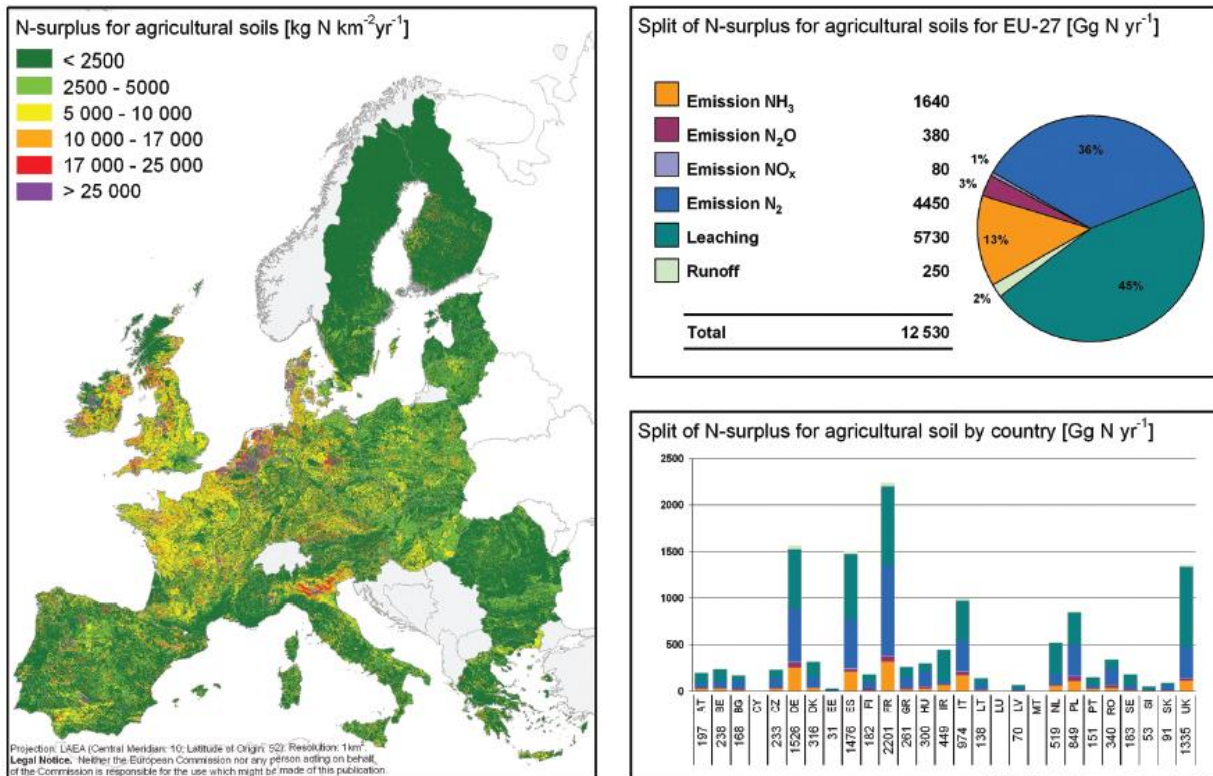 N-surplus for agricultural soils [kg N km⁻²yr⁻¹]
< 2500
2500 - 5000
5 000 - 10 000
10 000 - 17 000
17 000 - 25 000
> 25 000
Projection: LAEA (Central Meridian: 10; Latitude of Origin: 52). Resolution: 1km².
Legal Notice. Neither the European Commission nor any person acting on behalf
of the Commission is responsible for the use which might be made of this publication.
Split of N-surplus for agricultural soils for EU-27 [Gg N yr⁻¹]
Emission NH₃ 1640
Emission N₂O 380
Emission NOₓ 80
Emission N₂ 4450
Leaching 5730
Runoff 250
Total 12 530
36%
1%
3%
13%
2%
45%
Split of N-surplus for agricultural soil by country [Gg N yr⁻¹]
2500
2000
1500
1000
500
0
197 AT
238 BE
168 BG
CY
233 CZ
1526 DE
316 DK
31 EE
1476 ES
182 FI
2201 FR
261 GR
300 HU
449 IR
974 IT
138 LT
LU
70 LV
MT
519 NL
849 PL
151 PT
340 RO
183 SE
53 SI
91 SK
1335 UK